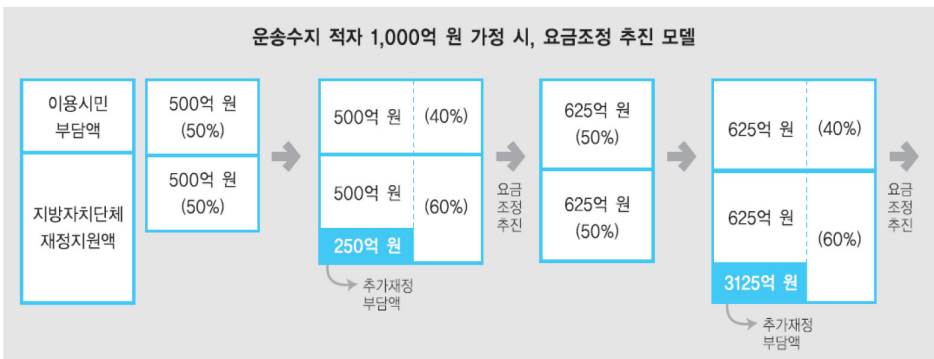 운송수지 적자 1,000억 원 가정 시, 요금조정 추진 모델
이용시민
부담액
지방자치단체
재정지원액
500억 원
(50%)
500억 원
(50%)
500억 원 (40%)
500억 원
(60%)
250억 원
추가재정
부담액
요금
조정
추진
625억 원
(50%)
625억 원
(50%)
625억 원 (40%)
625억 원
(60%)
3125억 원
추가재정
부담액
요금
조정
추진